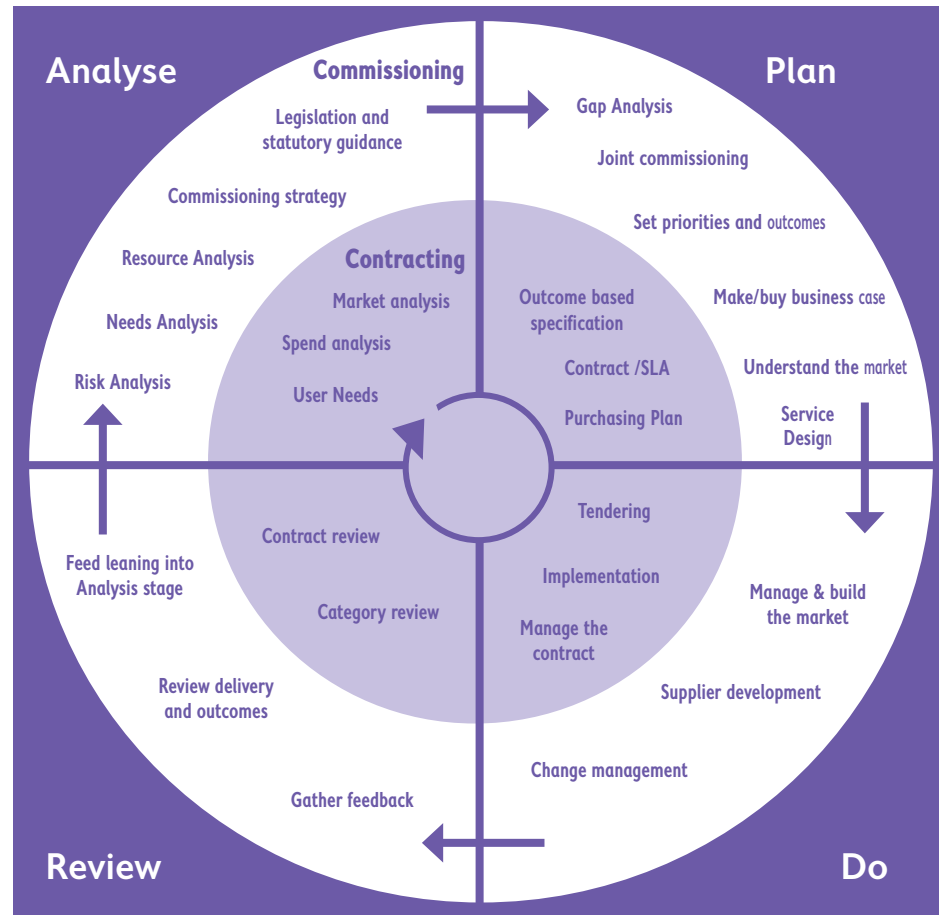 Analyse
Commissioning
Legislation and
statutory guidance
Commissioning strategy
Resource Analysis
Needs Analysis
Risk Analysis
Contracting
Market analysis
Spend analysis
User Needs
Plan
Gap Analysis
Joint commissioning
Set priorities and outcomes
Make/buy business case
Understand the market
Service
Design
Outcome based
specification
Contract /SLA
Purchasing Plan
Tendering
Implementation
Manage the
contract
Manage & build
the market
Supplier development
Change management
Do
Contract review
Category review
Feed leaning into
Analysis stage
Review delivery
and outcomes
Gather feedback
Review